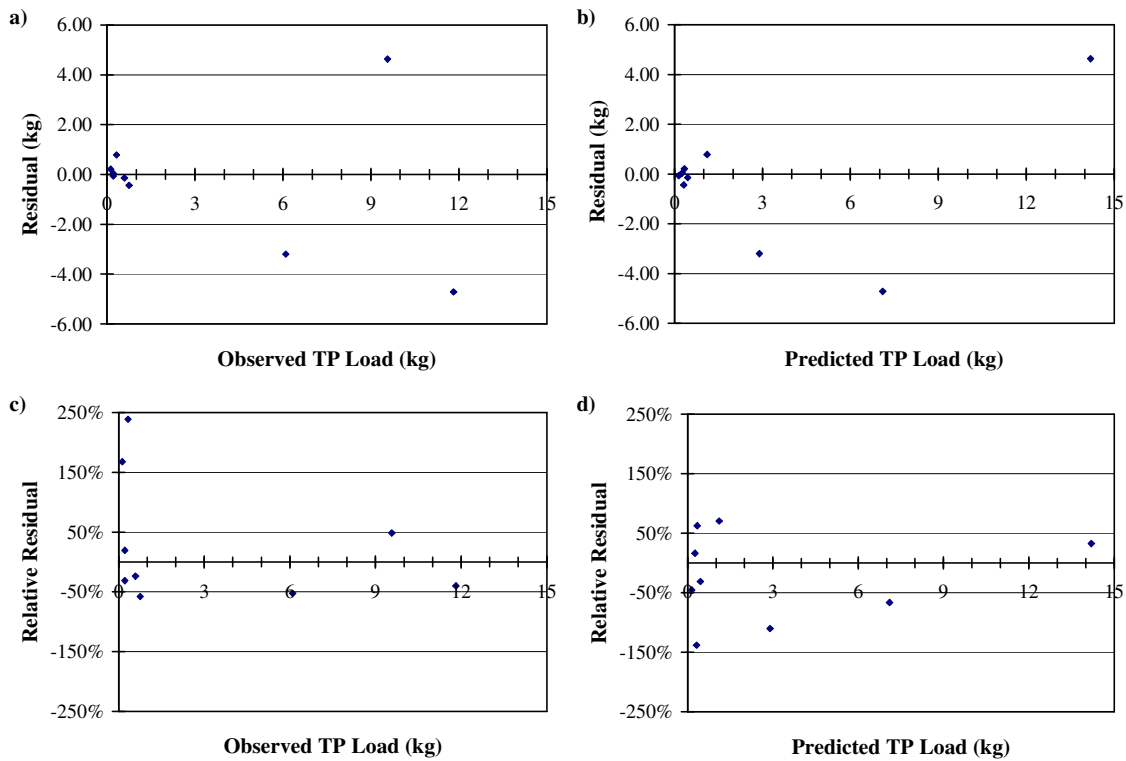 a)
6.00
4.00
2.00
0.00
-2.00
-4.00
-6.00
0 3 6 9 12 15
Residual (kg)
Observed TP Load (kg)
b)
6.00
4.00
2.00
0.00
-2.00
-4.00
-6.00
0 3 6 9 12 15
Residual (kg)
Predicted TP Load (kg)
c)
250%
150%
50%
-50%
-150%
-250%
0 3 6 9 12 15
Relative Residual
Observed TP Load (kg)
d)
250%
150%
50%
-50%
-150%
-250%
0 3 6 9 12 15
Relative Residual
Predicted TP Load (kg)